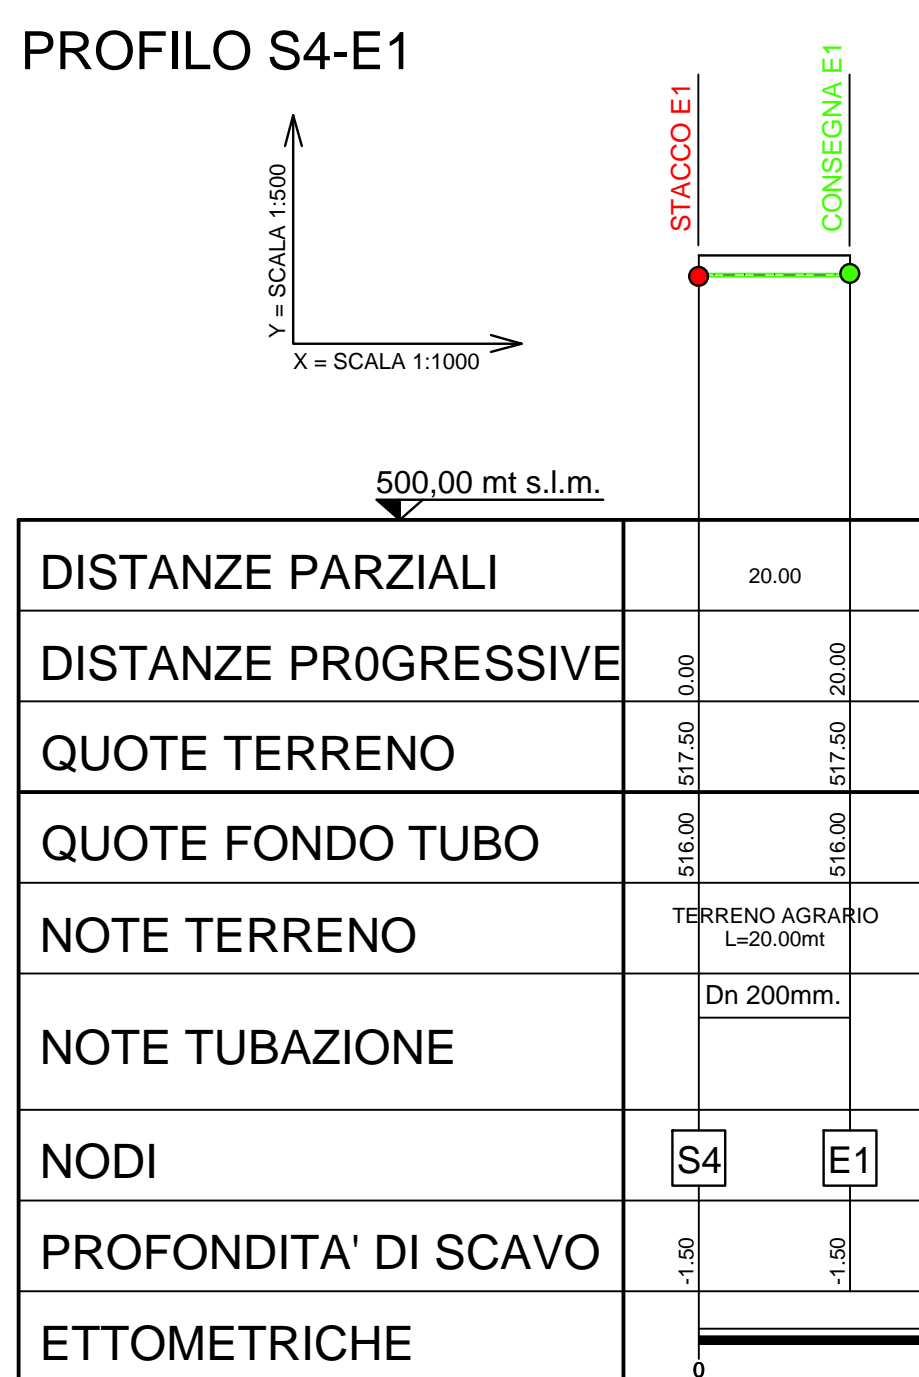 PROFILO S4-E1
STACCO E1
CONSEGNA E1
Y = SCALA 1:500
X = SCALA 1:1000
500,00 mt s.l.m.
DISTANZE PARZIALI
20.00
DISTANZE PR0GRESSIVE
0.00
20.00
QUOTE TERRENO
517.50
517.50
QUOTE FONDO TUBO
516.00
516.00
NOTE TERRENO
TERRENO AGRARIO
L=20.00mt
NOTE TUBAZIONE
Dn 200mm.
NODI
S4
E1
PROFONDITA' DI SCAVO
-1.50
-1.50
ETTOMETRICHE
0